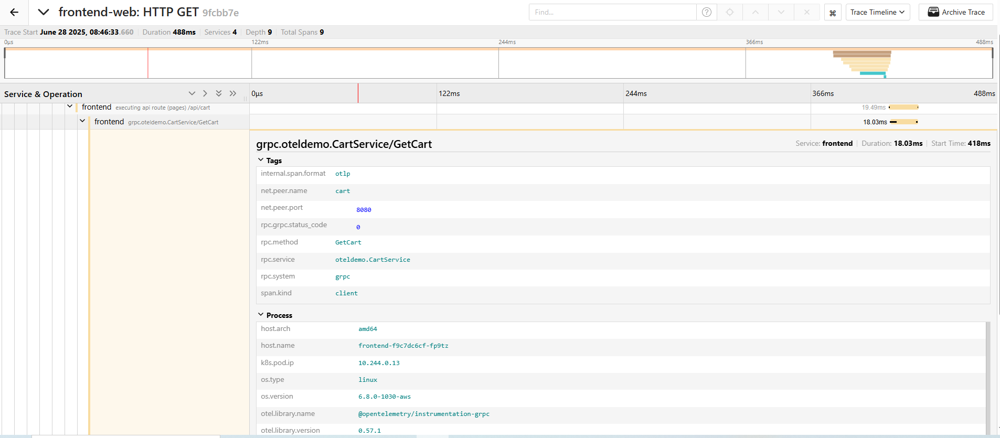 frontend-web: HTTP GET 9fcbb7e
Find...
?
⌘
Trace Timeline
Archive Trace
Trace Start June 28 2025, 08:46:33.660 Duration 488ms Services 4 Depth 9 Total Spans 9
0μs 122ms 244ms 366ms 488ms
Service & Operation 0μs 122ms 244ms 366ms 488ms
frontend executing api route (pages) /api/cart 19.49ms
frontend grpc.oteldemo.CartService/GetCart 18.03ms
grpc.oteldemo.CartService/GetCart Service: frontend Duration: 18.03ms Start Time: 418ms
Tags
internal.span.format otlp
net.peer.name cart
net.peer.port 8080
rpc.grpc.status_code 0
rpc.method GetCart
rpc.service oteldemo.CartService
rpc.system grpc
span.kind client
Process
host.arch amd64
host.name frontend-f9c7dc6cf-fp9tz
k8s.pod.ip 10.244.0.13
os.type linux
os.version 6.8.0-1030-aws
otel.library.name @opentelemetry/instrumentation-grpc
otel.library.version 0.57.1